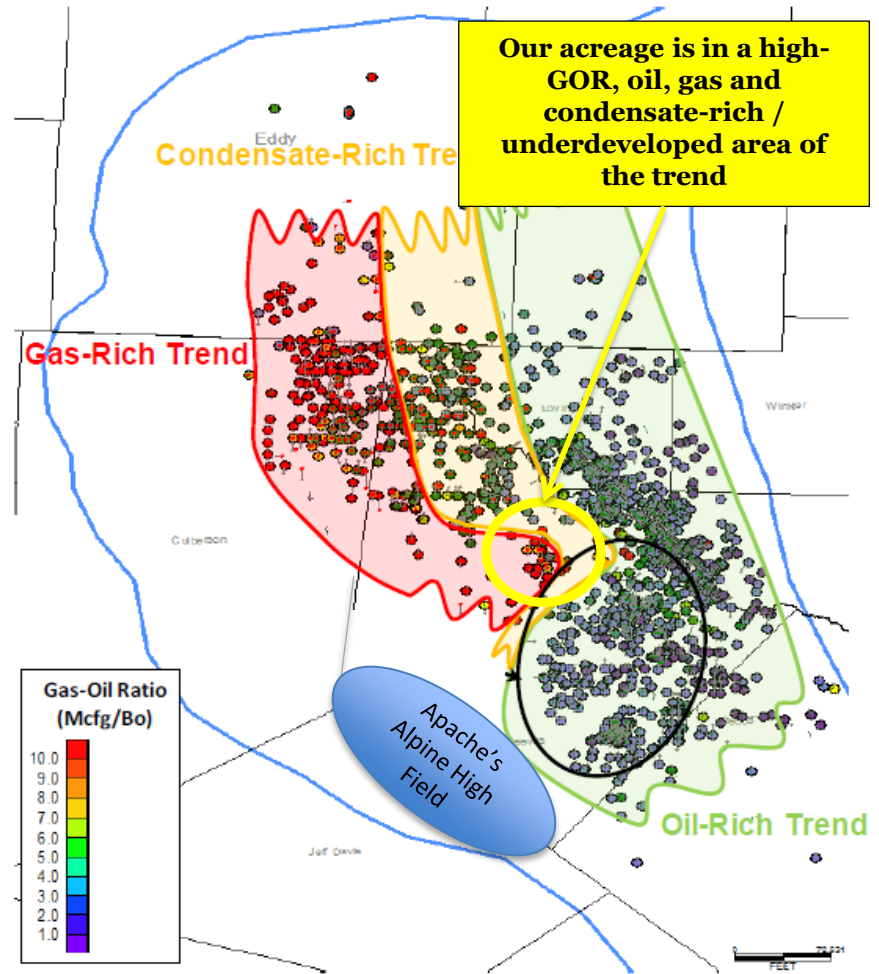 Our acreage is in a high-
GOR, oil, gas and
condensate-rich /
underdeveloped area of
the trend
Eddy
Condensate-Rich Tre
Gas-Rich Trend
Winkler
Culberson
Gas-Oil Ratio
(Mcfg/Bo)
10.0
9.0
8.0
7.0
6.0
5.0
4.0
3.0
2.0
1.0
Apache's
Alpine High
Field
Oil-Rich Trend
Jeff Davis
0
FEET